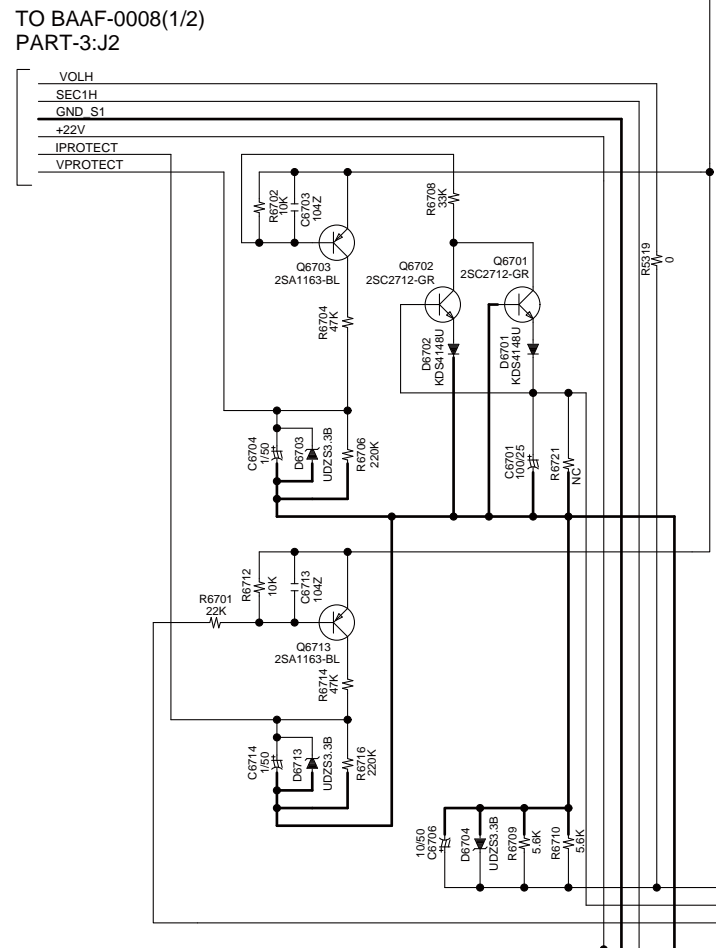 TO BAAF-0008(1/2)
PART-3:J2
VOLH
SEC1H
GND_S1
+22V
IPROTECT
VPROTECT
R6702
10K
C6703
104Z
R6708
33K
Q6703
2SA1163-BL
Q6702
2SC2712-GR
Q6701
2SC2712-GR
R5319
0
R6704
47K
D6702
KDS4148U
D6701
KDS4148U
C6704
1/50
D6703
UDZS3.3B
R6706
220K
C6701
100/25
R6721
NC
R6701
22K
R6712
10K
C6713
104Z
Q6713
2SA1163-BL
R6714
47K
C6714
1/50
D6713
UDZS3.3B
R6716
220K
10/50
C6706
D6704
UDZS3.3B
R6709
5.6K
R6710
5.6K